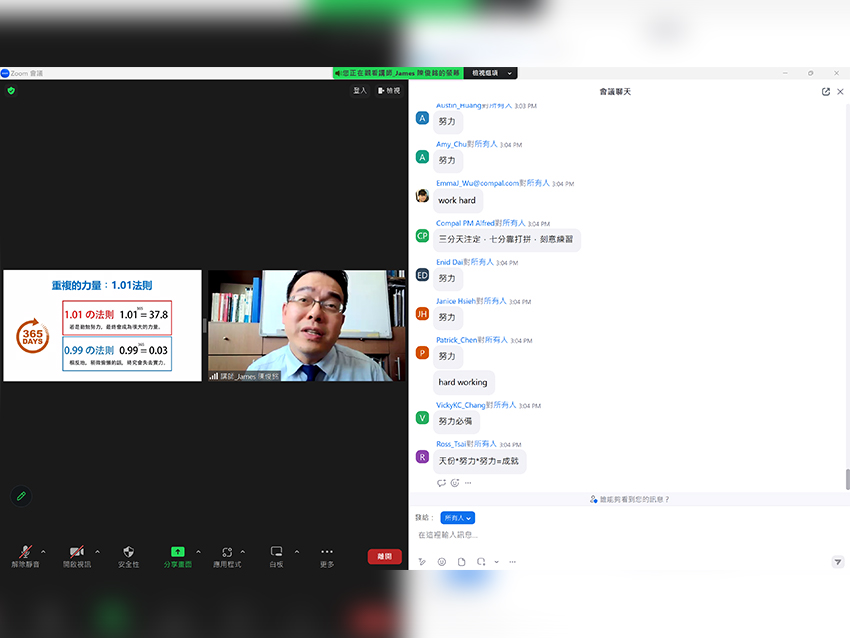 Zoom 會議
您正在觀看講師_James 陳俊銘的螢幕
檢視選項
登入
檢視
重複的力量：1.01法則
365 DAYS
1.01 の法則 1.01 365 = 37.8
若是勤勉努力，最終會成為強大的力量。
0.99 の法則 0.99 365 = 0.03
相反地，稍微偷懶的話，終究會失去實力。
講師_James 陳俊銘
解除靜音
開啟視訊
安全性
分享畫面
應用程式
白板
更多
離開
會議聊天
Austin_Huang對所有人 3:03 PM
A
努力
Amy_Chu對所有人 3:04 PM
A
努力
EmmaJ_Wu@compal.com對所有人 3:04 PM
work hard
Compal PM Alfred對所有人 3:04 PM
CP
三分天注定，七分靠打拼，刻意練習
Enid Dai對所有人 3:04 PM
ED
努力
Janice Hsieh對所有人 3:04 PM
JH
努力
Patrick_Chen對所有人 3:04 PM
P
努力
hard working
VickyKC_Chang對所有人 3:04 PM
V
努力必備
Ross_Tsai對所有人 3:04 PM
R
天份*努力*努力=成就
誰能夠看到您的訊息？
發給：
所有人
在這裡輸入訊息...